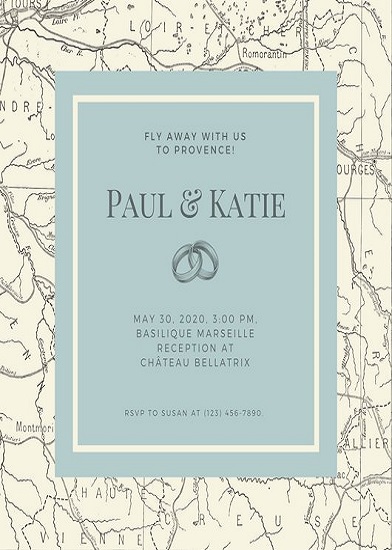 TOURS
LOIR-ET-CHER
Romorantin
FLY AWAY WITH US
TO PROVENCE!
OURGES
PAUL & KATIE
MAY 30, 2020, 3:00 PM,
BASILIQUE MARSEILLE
RECEPTION AT
CHÂTEAU BELLATRIX
RSVP TO SUSAN AT (123) 456-7890.
Montmori
ALLIER
HAUTE
VIENNE
CREUSE